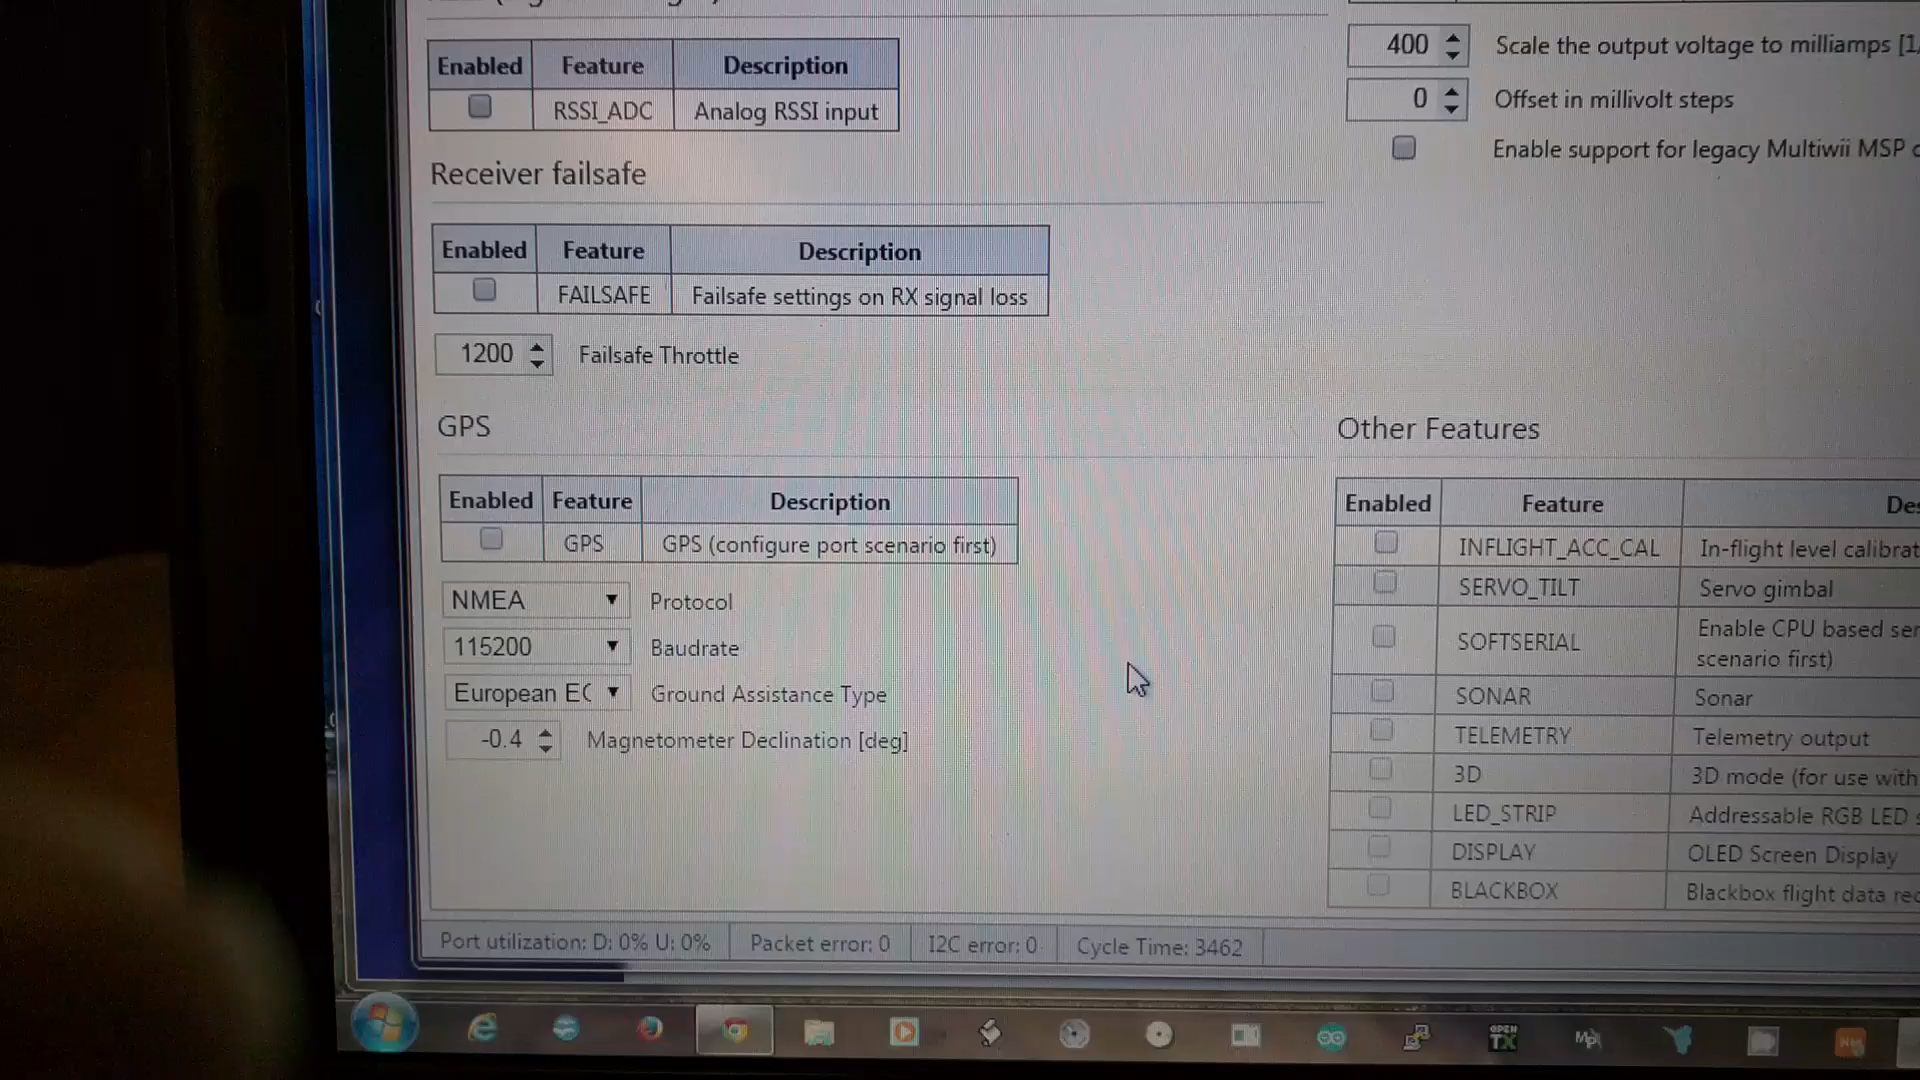 Enabled Feature Description
RSSI_ADC Analog RSSI input
Receiver failsafe
Enabled Feature Description
FAILSAFE Failsafe settings on RX signal loss
1200 Failsafe Throttle
GPS
Enabled Feature Description
GPS GPS (configure port scenario first)
NMEA Protocol
115200 Baudrate
European EG Ground Assistance Type
-0.4 Magnetometer Declination [deg]
400 Scale the output voltage to milliamps [1
0 Offset in millivolt steps
Enable support for legacy Multiwii MSP
Other Features
Enabled Feature Des
INFLIGHT_ACC_CAL In-flight level calibrat
SERVO_TILT Servo gimbal
SOFTSERIAL Enable CPU based ser
scenario first)
SONAR Sonar
TELEMETRY Telemetry output
3D 3D mode (for use with
LED_STRIP Addressable RGB LED s
DISPLAY OLED Screen Display
BLACKBOX Blackbox flight data rec
Port utilization: D: 0% U: 0% Packet error: 0 I2C error: 0 Cycle Time: 3462
OPEN
TX